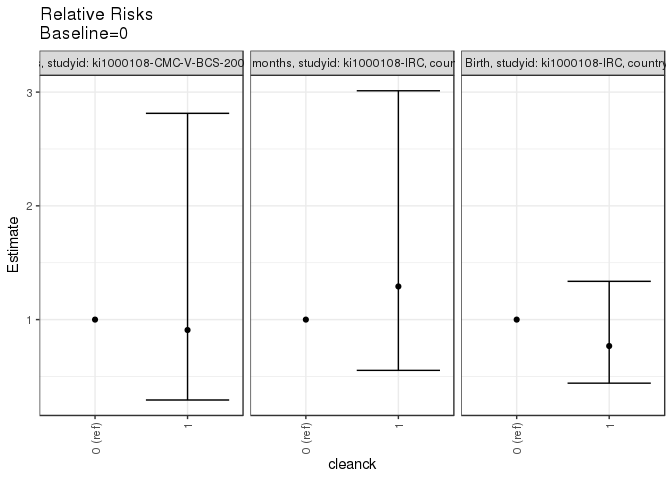 Relative Risks
Baseline=0
, studyid: ki1000108-CMC-V-BCS-200
months, studyid: ki1000108-IRC, coun
Birth, studyid: ki1000108-IRC, country
Estimate
3
2
1
0 (ref)
1
0 (ref)
1
0 (ref)
1
cleanck